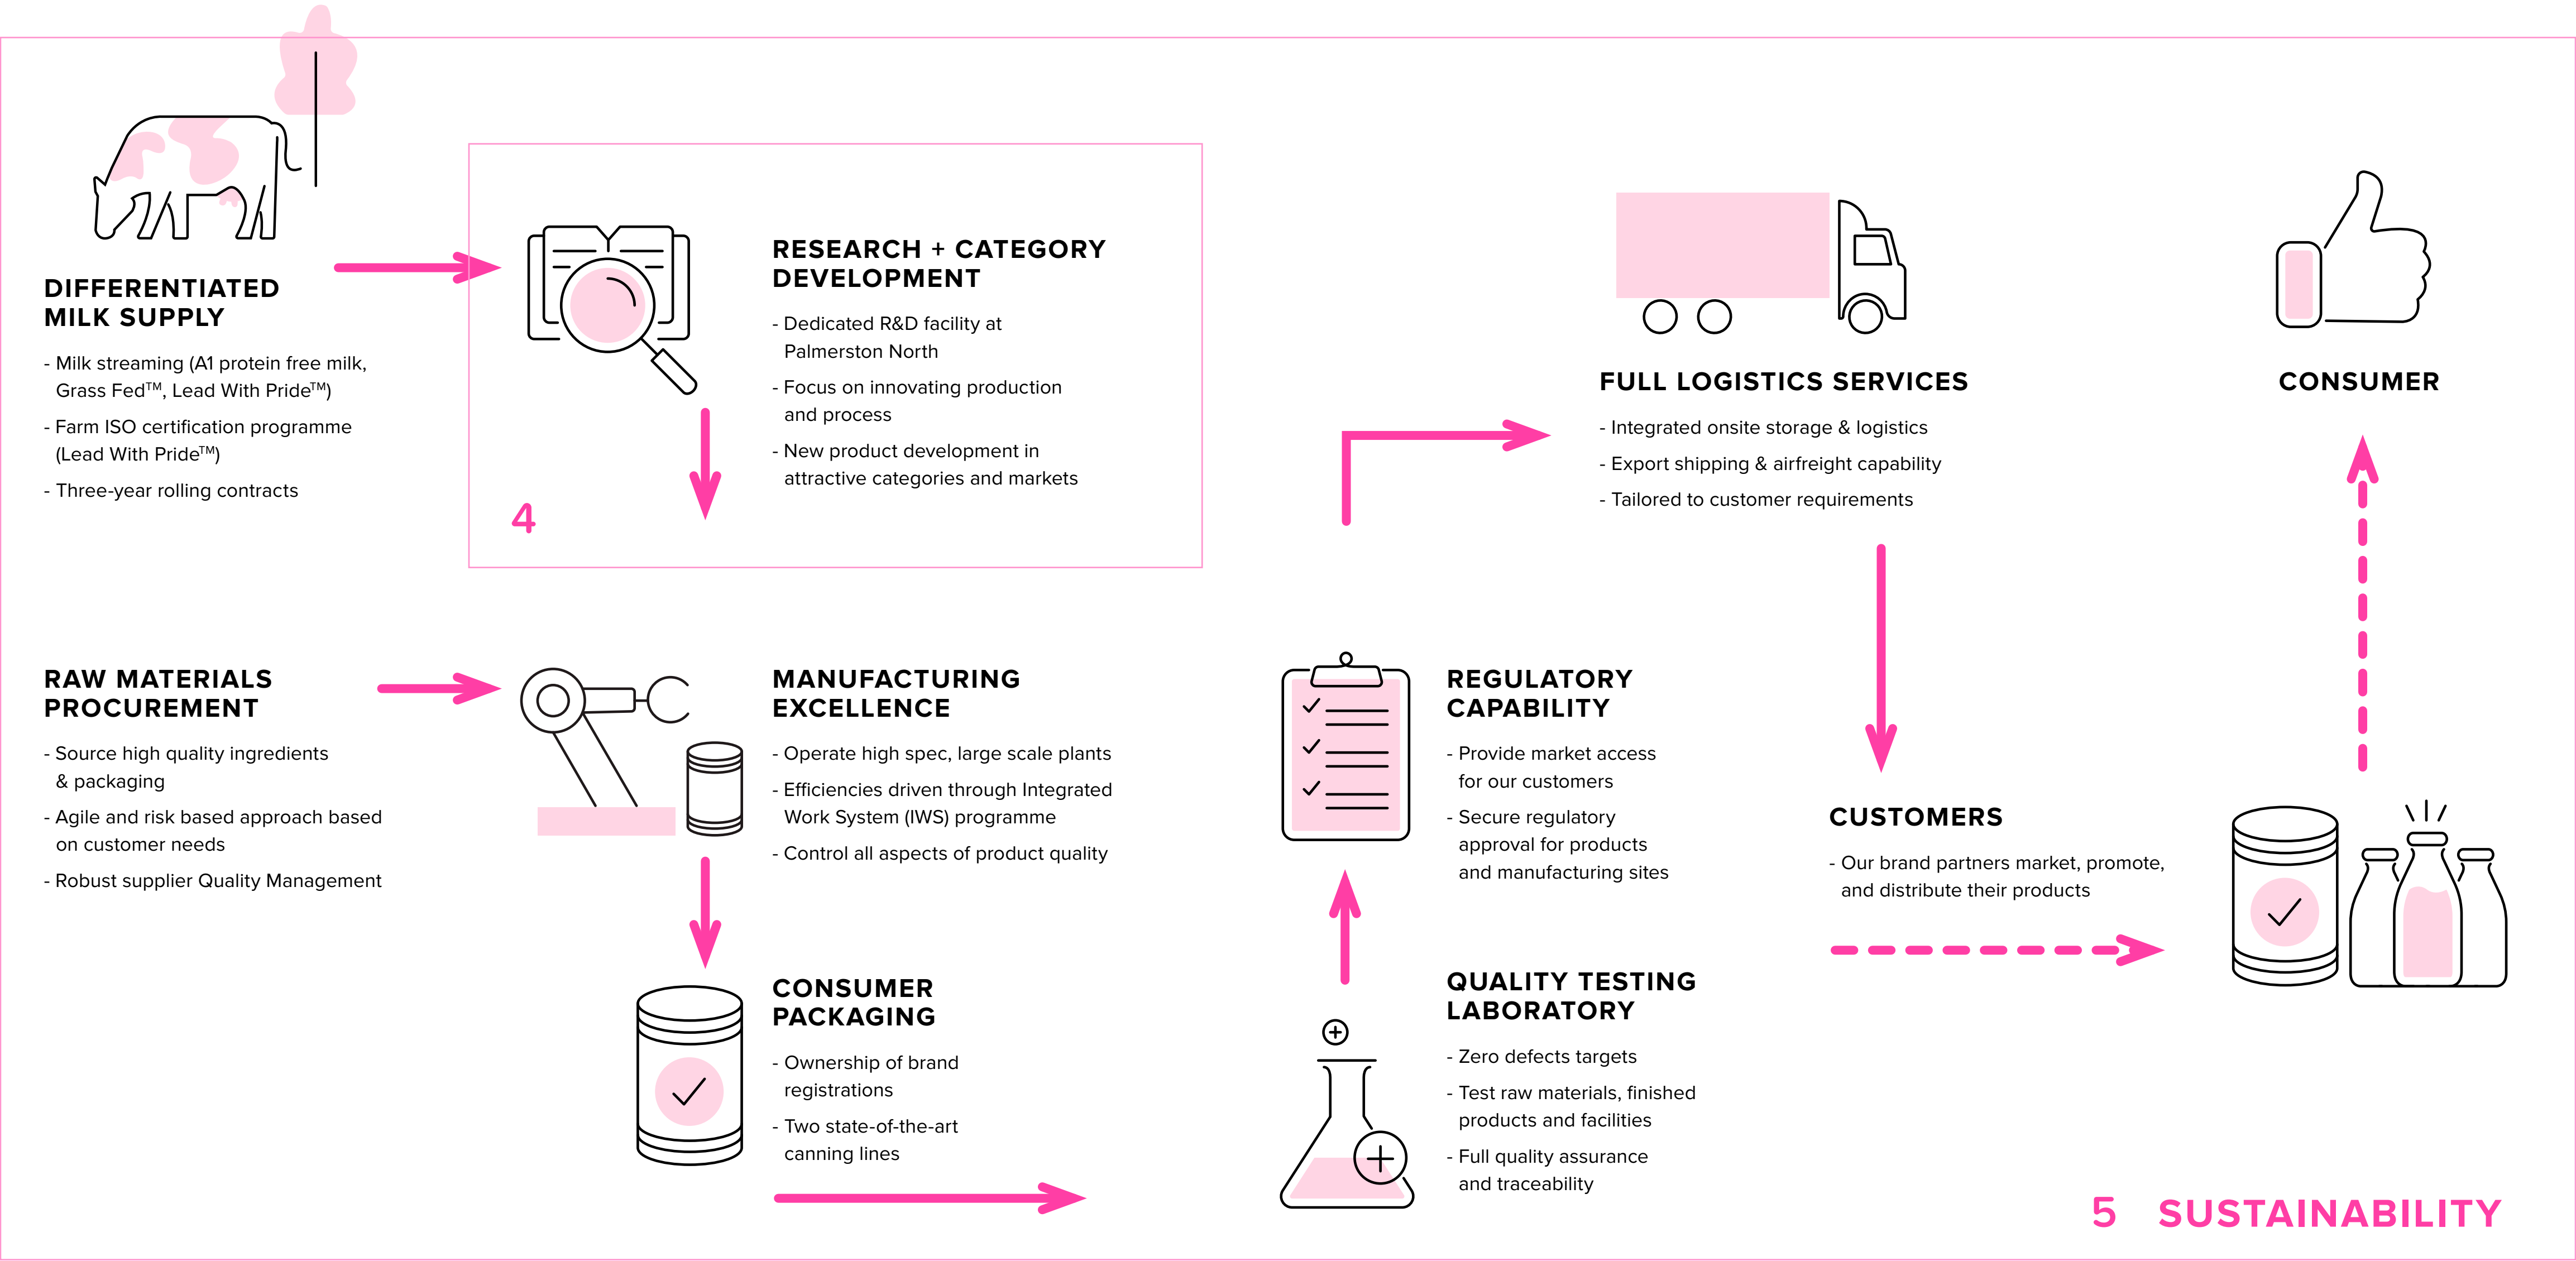 DIFFERENTIATED
MILK SUPPLY
- Milk streaming (A1 protein free milk,
Grass Fed™, Lead With Pride™)
- Farm ISO certification programme
(Lead With Pride™)
- Three-year rolling contracts
RESEARCH + CATEGORY
DEVELOPMENT
- Dedicated R&D facility at
Palmerston North
- Focus on innovating production
and process
- New product development in
attractive categories and markets
4
RAW MATERIALS
PROCUREMENT
- Source high quality ingredients
& packaging
- Agile and risk based approach based
on customer needs
- Robust supplier Quality Management
MANUFACTURING
EXCELLENCE
- Operate high spec, large scale plants
- Efficiencies driven through Integrated
Work System (IWS) programme
- Control all aspects of product quality
CONSUMER
PACKAGING
- Ownership of brand
registrations
- Two state-of-the-art
canning lines
QUALITY TESTING
LABORATORY
- Zero defects targets
- Test raw materials, finished
products and facilities
- Full quality assurance
and traceability
REGULATORY
CAPABILITY
- Provide market access
for our customers
- Secure regulatory
approval for products
and manufacturing sites
FULL LOGISTICS SERVICES
- Integrated onsite storage & logistics
- Export shipping & airfreight capability
- Tailored to customer requirements
CUSTOMERS
- Our brand partners market, promote,
and distribute their products
CONSUMER
5 SUSTAINABILITY